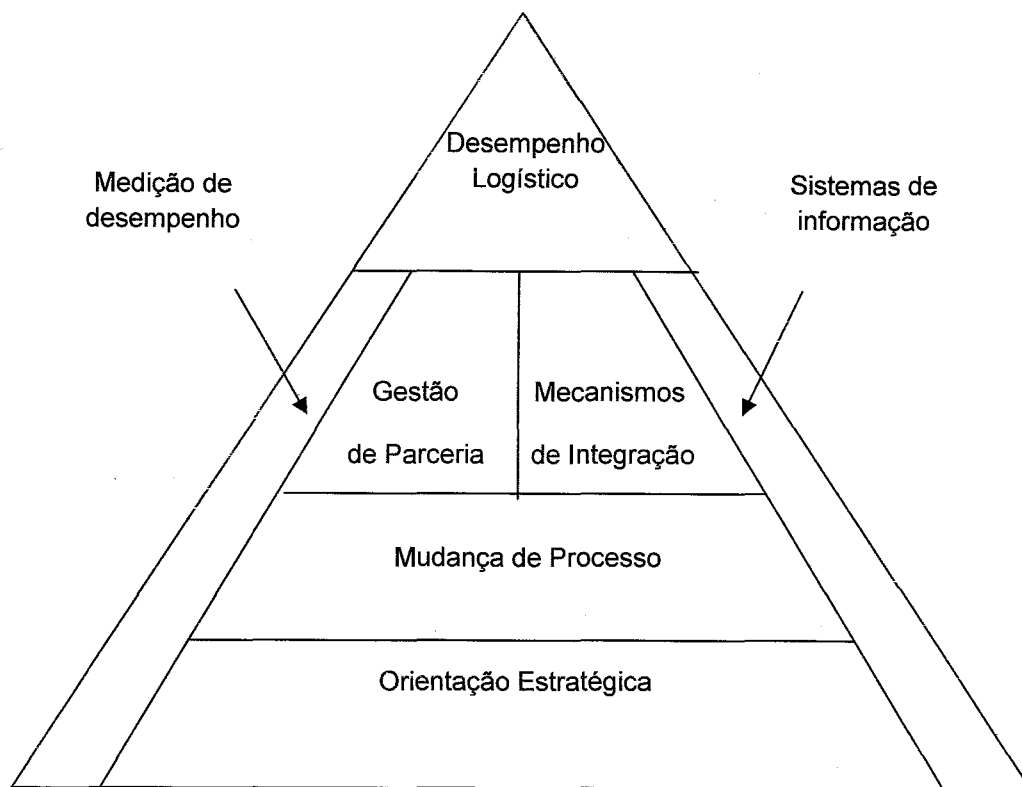 Desempenho
Logístico
Medição de
desempenho
Sistemas de
informação
Gestão
de Parceria
Mecanismos
de Integração
Mudança de Processo
Orientação Estratégica